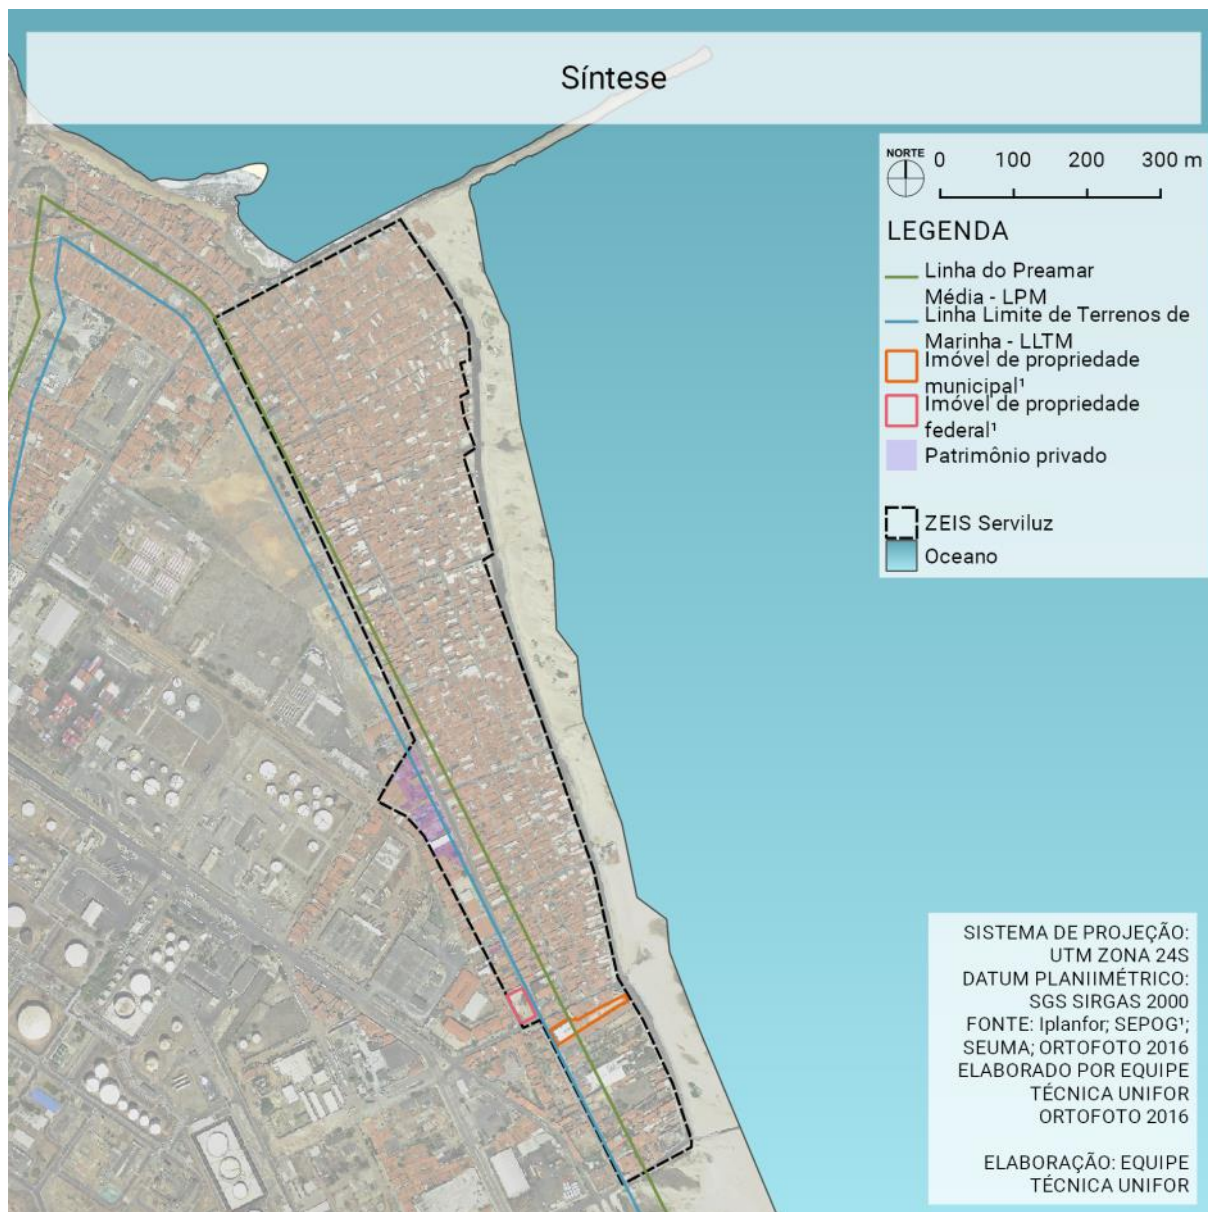 Síntese
NORTE
0 100 200 300 m
LEGENDA
Linha do Preamar
Média - LPM
Linha Limite de Terrenos de
Marinha - LLTM
Imóvel de propriedade
municipal¹
Imóvel de propriedade
federal¹
Patrimônio privado
ZEIS Serviluz
Oceano
SISTEMA DE PROJEÇÃO:
UTM ZONA 24S
DATUM PLANIIMÉTRICO:
SGS SIRGAS 2000
FONTE: Iplanfor; SEPOG¹;
SEUMA; ORTOFOTO 2016
ELABORADO POR EQUIPE
TÉCNICA UNIFOR
ORTOFOTO 2016
ELABORAÇÃO: EQUIPE
TÉCNICA UNIFOR